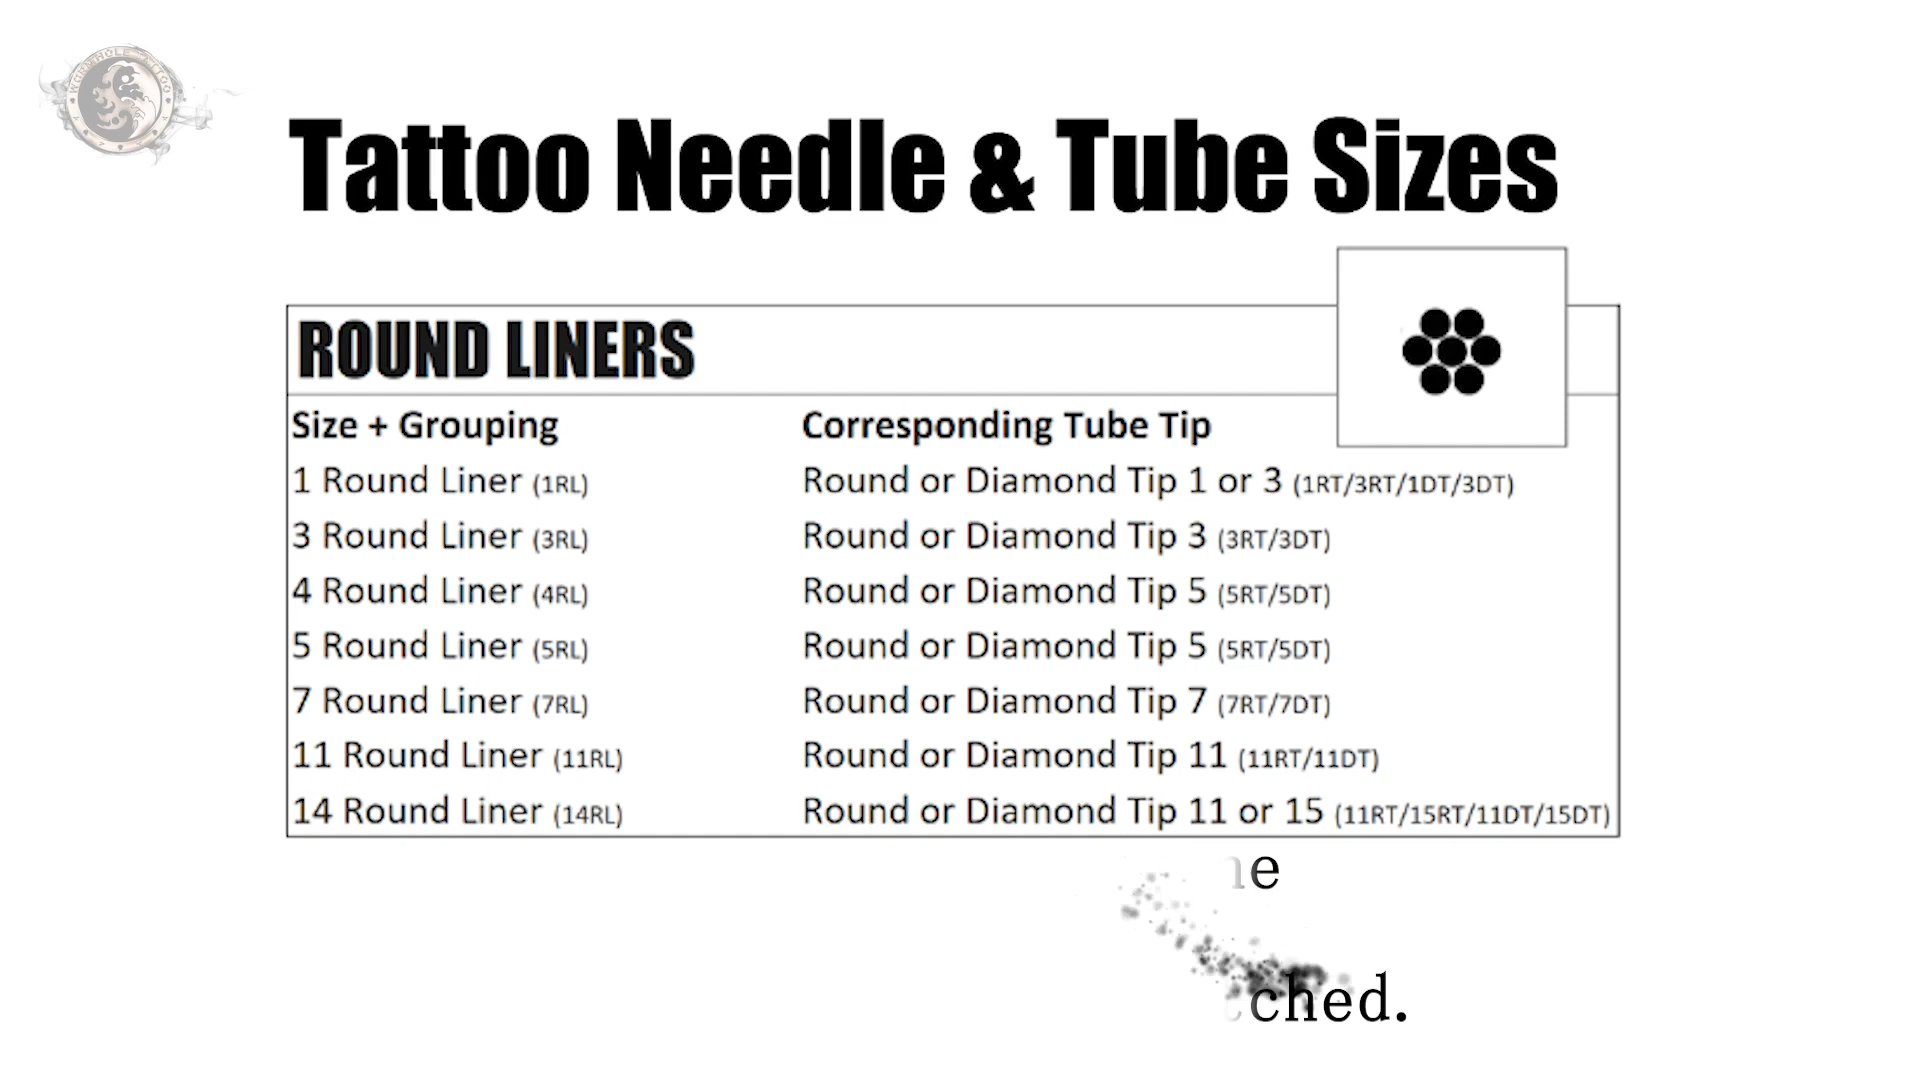 WORMHOLE TATTOO
Tattoo Needle & Tube Sizes
ROUND LINERS
Size + Grouping
Corresponding Tube Tip
1 Round Liner (1RL)
Round or Diamond Tip 1 or 3 (1RT/3RT/1DT/3DT)
3 Round Liner (3RL)
Round or Diamond Tip 3 (3RT/3DT)
4 Round Liner (4RL)
Round or Diamond Tip 5 (5RT/5DT)
5 Round Liner (5RL)
Round or Diamond Tip 5 (5RT/5DT)
7 Round Liner (7RL)
Round or Diamond Tip 7 (7RT/7DT)
11 Round Liner (11RL)
Round or Diamond Tip 11 (11RT/11DT)
14 Round Liner (14RL)
Round or Diamond Tip 11 or 15 (11RT/15RT/11DT/15DT)